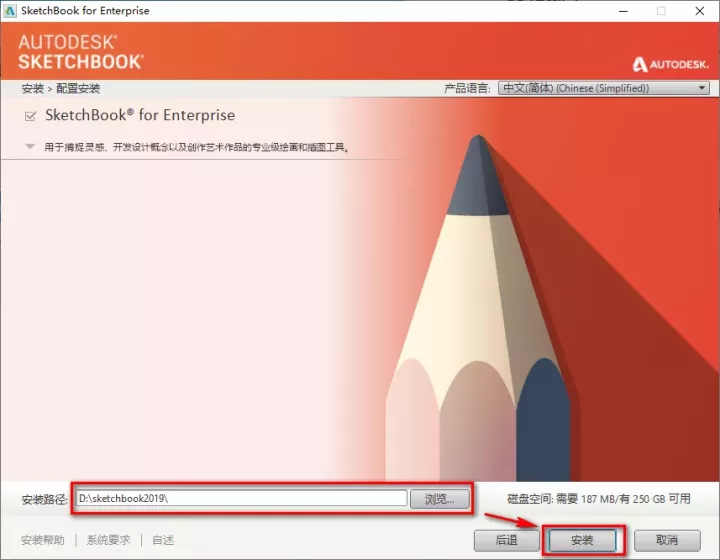 SketchBook for Enterprise
AUTODESK®
SKETCHBOOK®
AUTODESK.
安装 > 配置安装
产品语言: 中文(简体) (Chinese (Simplified))
SketchBook® for Enterprise
用于捕捉灵感、开发设计概念以及创作艺术作品的专业级绘画和插图工具。
安装路径: D:\sketchbook2019\ 浏览... 磁盘空间: 需要 187 MB/有 250 GB 可用
安装帮助 | 系统要求 | 自述 后退 安装 取消